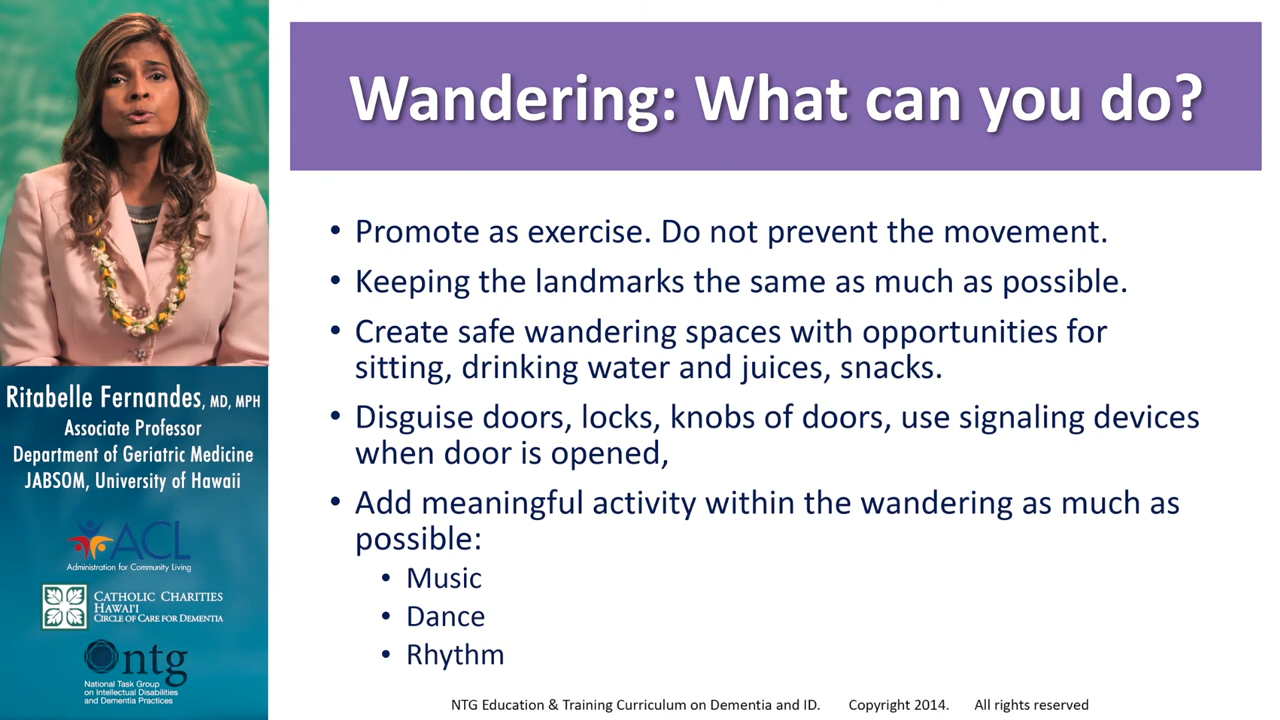 Wandering: What can you do?
• Promote as exercise. Do not prevent the movement.
• Keeping the landmarks the same as much as possible.
• Create safe wandering spaces with opportunities for
sitting, drinking water and juices, snacks.
• Disguise doors, locks, knobs of doors, use signaling devices
when door is opened,
• Add meaningful activity within the wandering as much as
possible:
• Music
• Dance
• Rhythm
NTG Education & Training Curriculum on Dementia and ID. Copyright 2014. All rights reserved
Ritabelle Fernandes, MD, MPH
Associate Professor
Department of Geriatric Medicine
JABSOM, University of Hawaii
ACL
Administration for Community Living
CATHOLIC CHARITIES
HAWAI‘I
CIRCLE OF CARE FOR DEMENTIA
ntg
National Task Group
on Intellectual Disabilities
and Dementia Practices